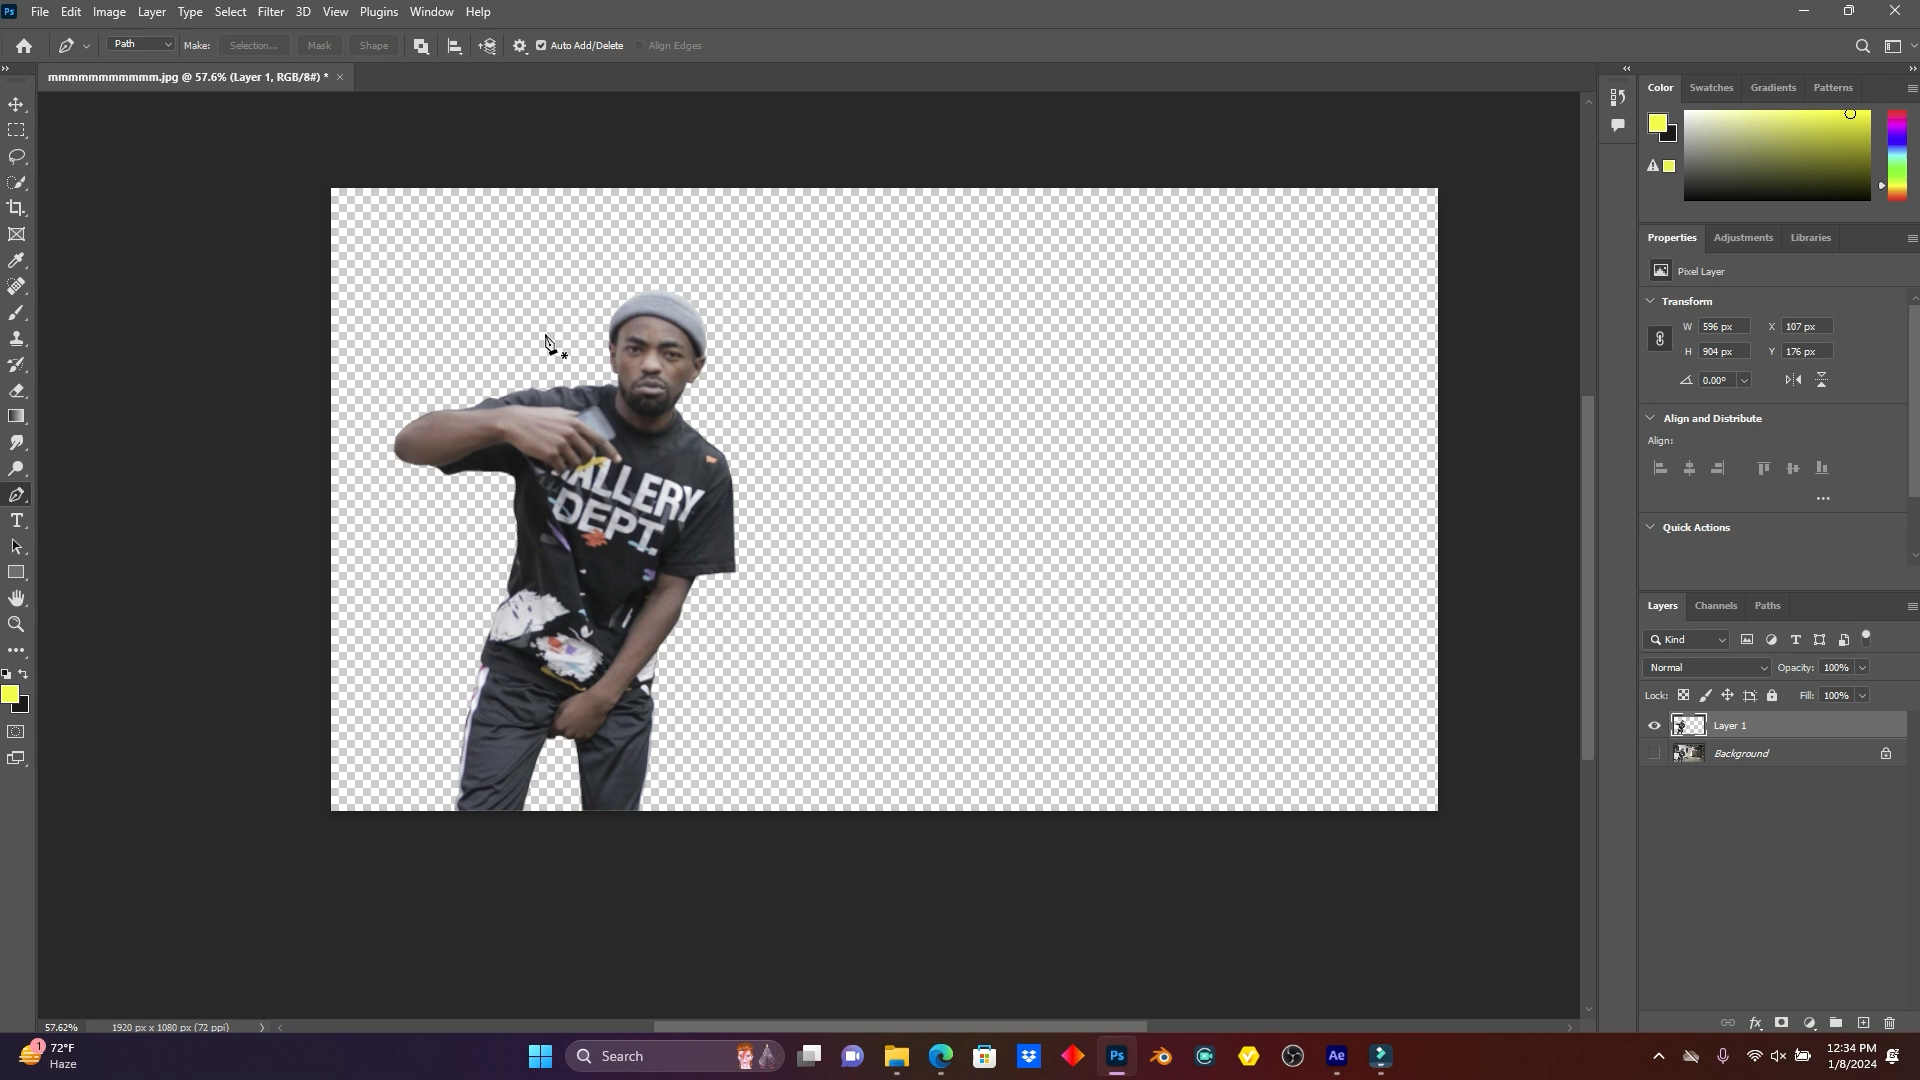 Ps File Edit Image Layer Type Select Filter 3D View Plugins Window Help
Path Make: Selection... Mask Shape Auto Add/Delete Align Edges
mmmmmmmmmmm.jpg @ 57.6% (Layer 1, RGB/8#) *
Color Swatches Gradients Patterns
Properties Adjustments Libraries
Pixel Layer
Transform
W 596 px X 107 px
H 904 px Y 176 px
0.00°
Align and Distribute
Align:
Quick Actions
GALLERY
DEPT.
Layers Channels Paths
Kind
Normal Opacity: 100%
Lock: Fill: 100%
Layer 1
Background
57.62% 1920 px x 1080 px (72 ppi)
1 72°F
Haze
Search
Ps
Ae
12:34 PM
1/8/2024